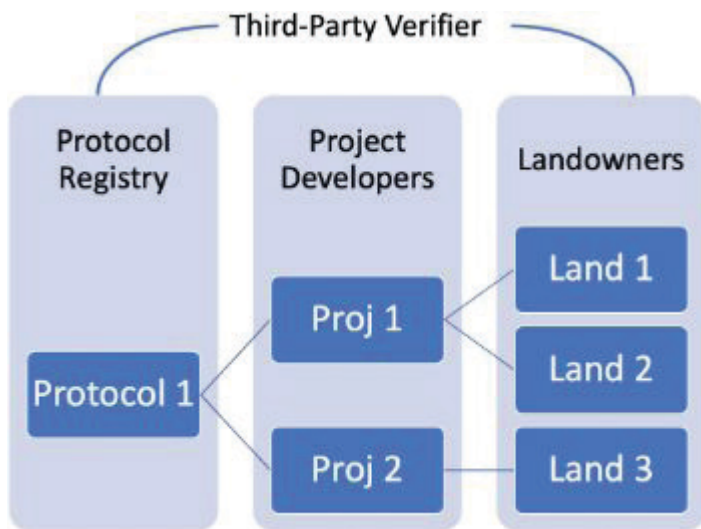 Third-Party Verifier
Protocol
Registry
Protocol 1
Project
Developers
Proj 1
Proj 2
Landowners
Land 1
Land 2
Land 3